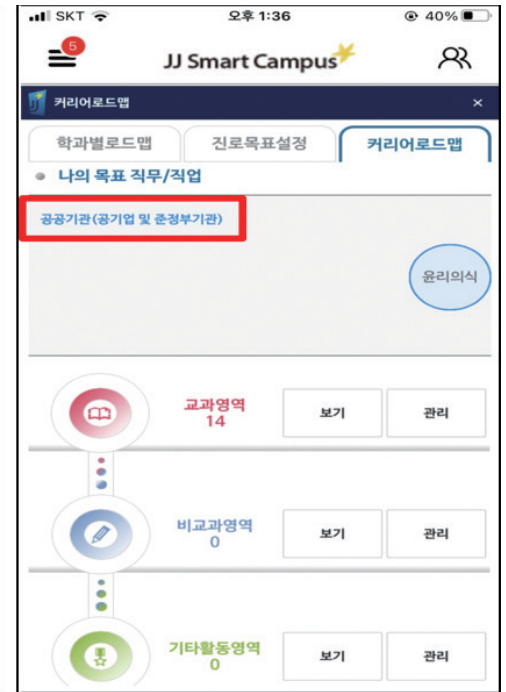 SKT 오후 1:36 40%
5
JJ Smart Campus
커리어로드맵 ×
학과별로드맵 진로목표설정 커리어로드맵
나의 목표 직무/직업
공공기관(공기업 및 준정부기관)
윤리의식
교과영역 보기 관리
14
비교과영역 보기 관리
0
기타활동영역 보기 관리
0